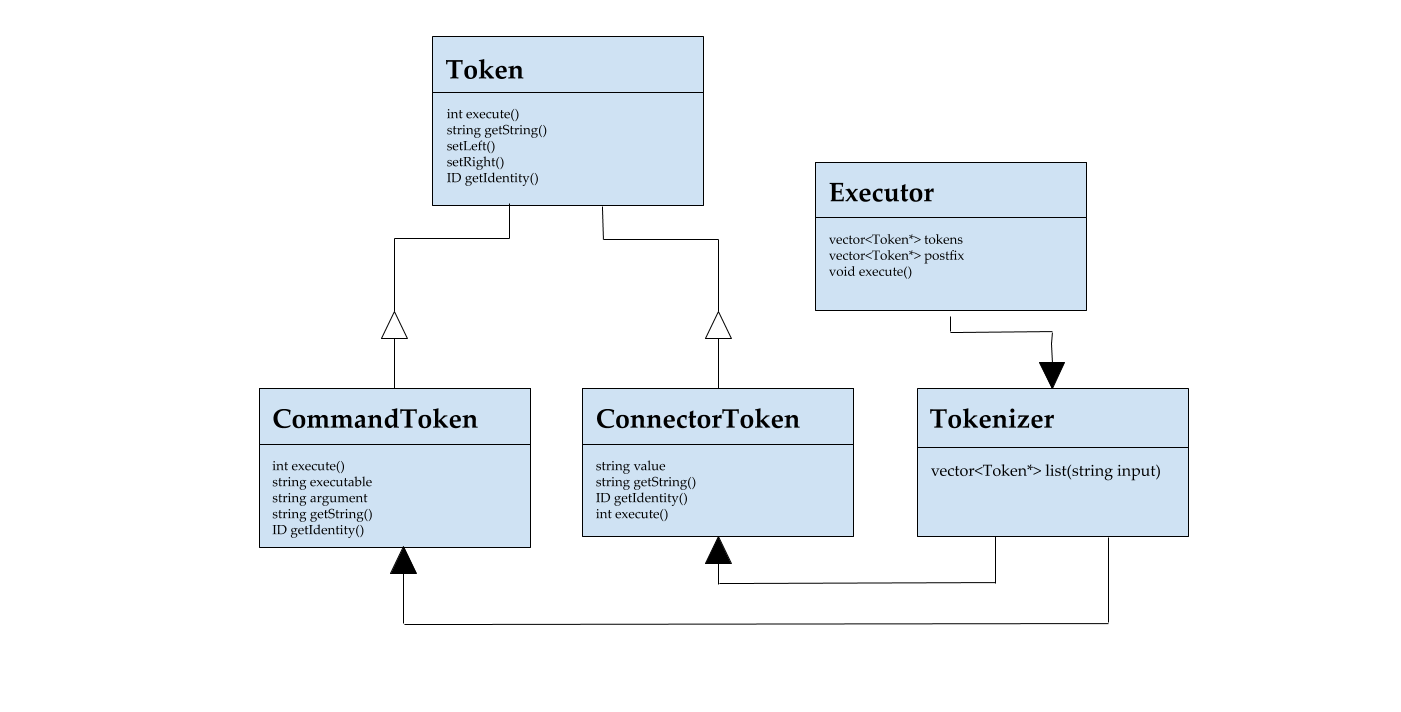 Token
int execute()
string getString()
setLeft()
setRight()
ID getIdentity()
Executor
vector<Token*> tokens
vector<Token*> postfix
void execute()
CommandToken
int execute()
string executable
string argument
string getString()
ID getIdentity()
ConnectorToken
string value
string getString()
ID getIdentity()
int execute()
Tokenizer
vector<Token*> list(string input)